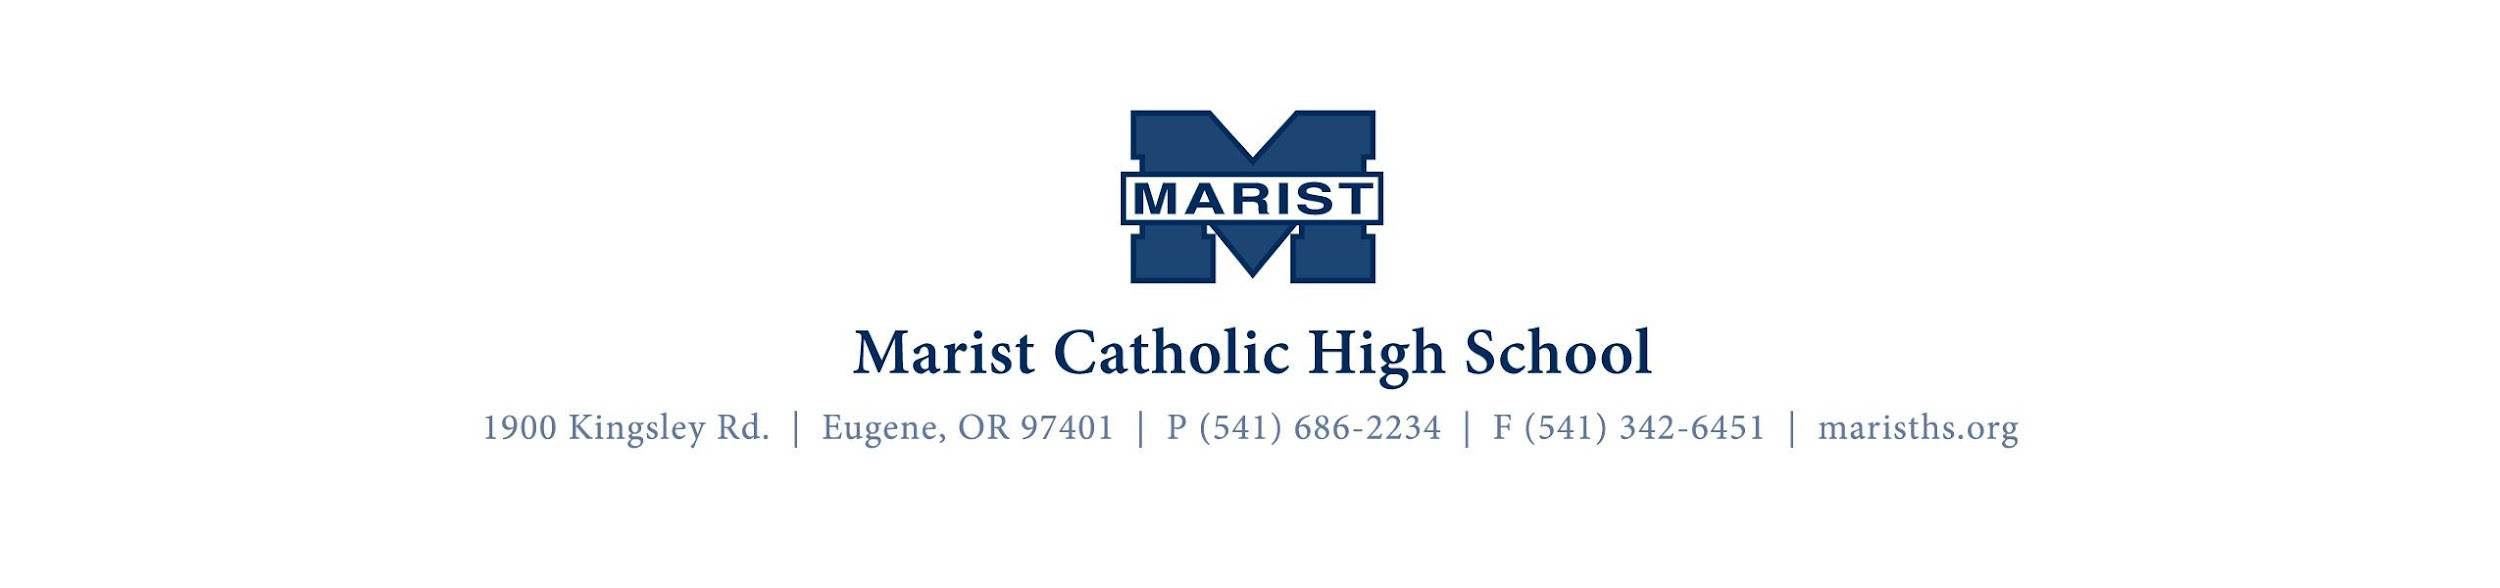 MARIST
Marist Catholic High School
1900 Kingsley Rd. | Eugene, OR 97401 | P (541) 686-2234 | F (541) 342-6451 | marisths.org